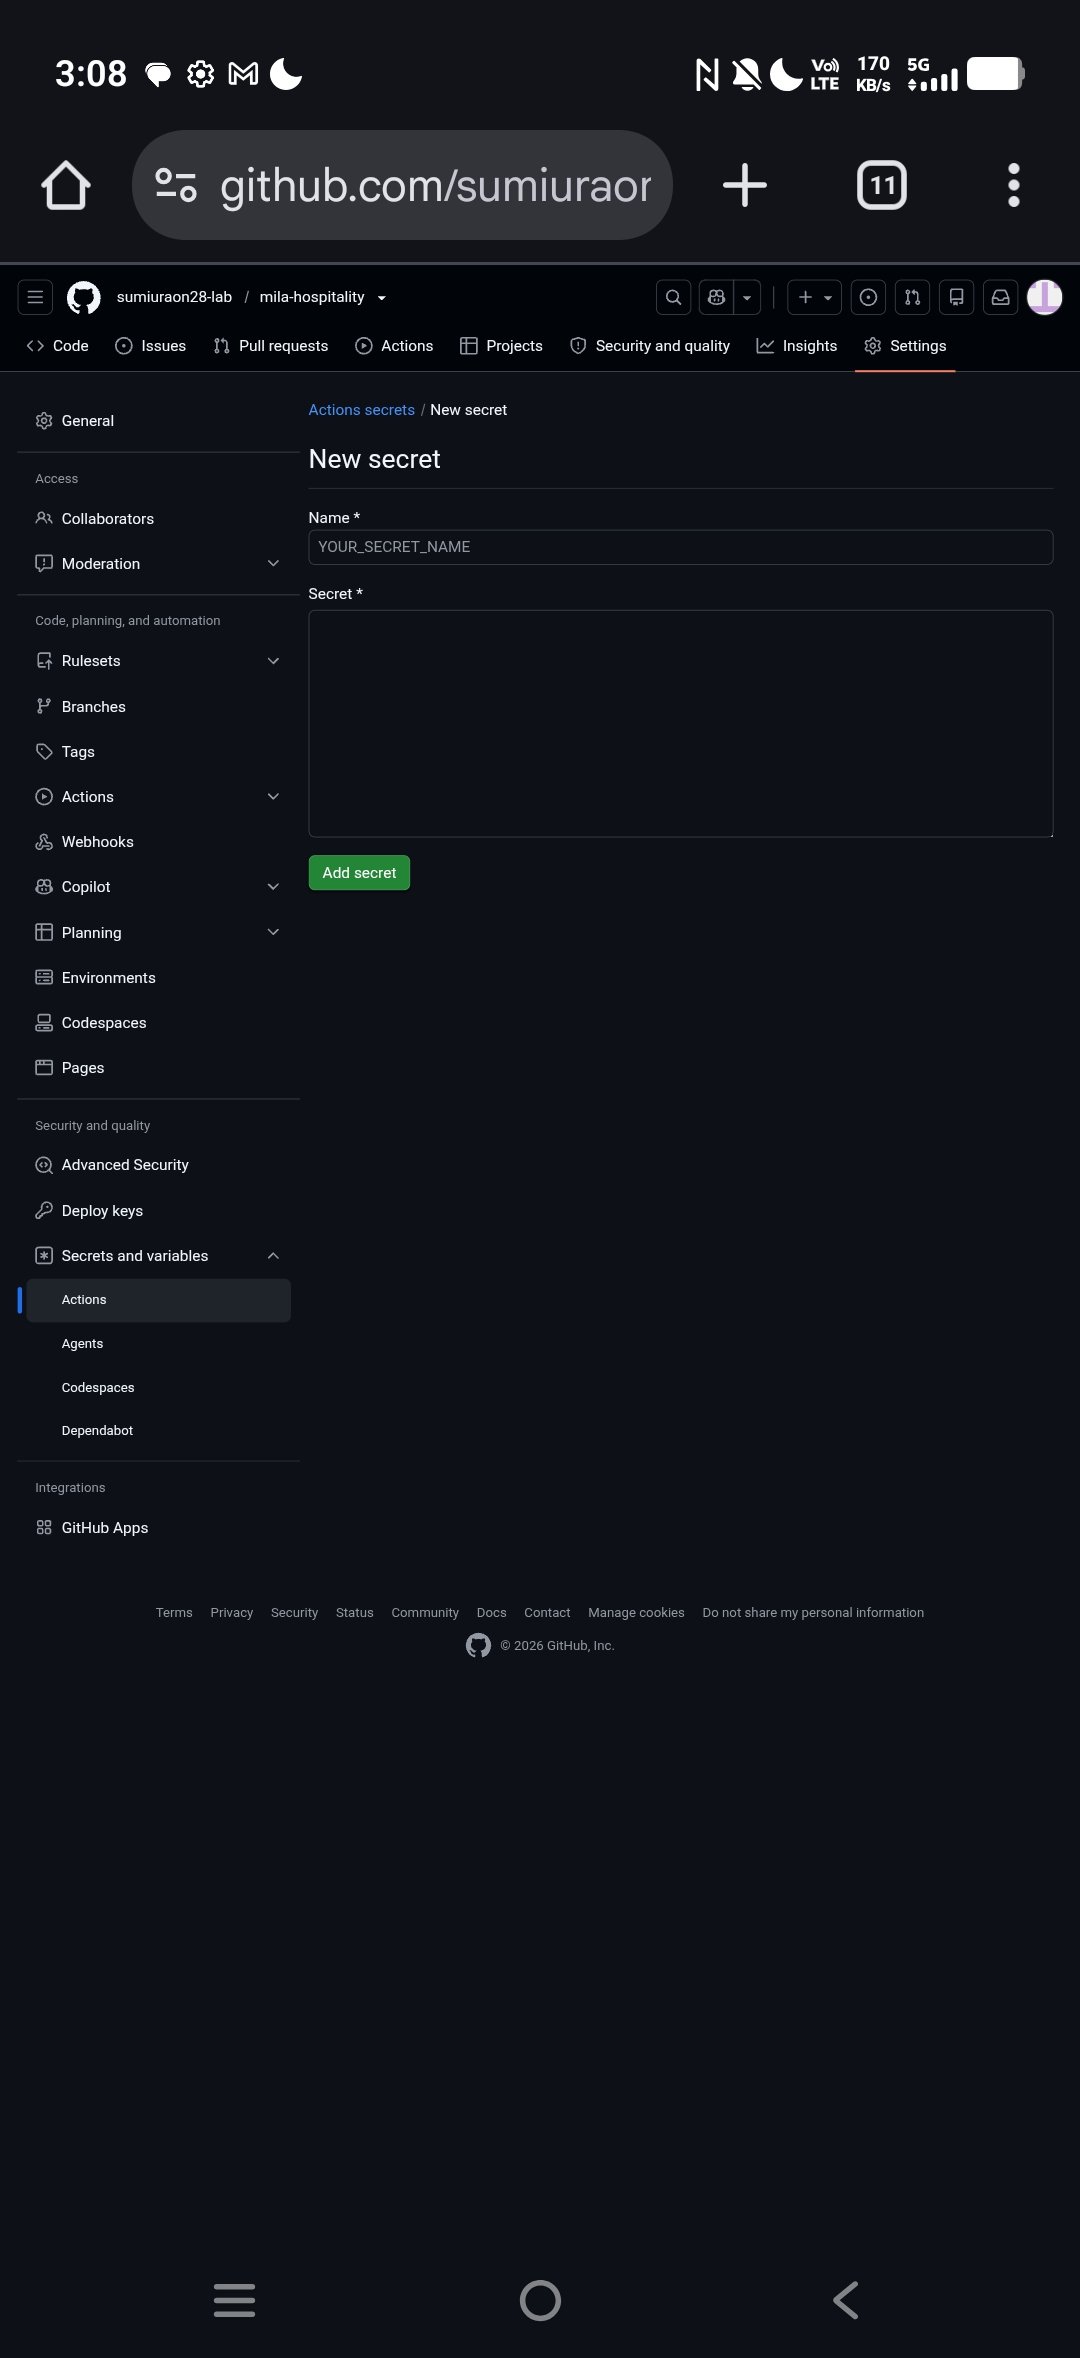 3:08
Vo)) LTE
170 KB/s
5G
github.com/sumiuraor
11
sumiuraon28-lab / mila-hospitality
Code Issues Pull requests Actions Projects Security and quality Insights Settings
General
Access
Collaborators
Moderation
Code, planning, and automation
Rulesets
Branches
Tags
Actions
Webhooks
Copilot
Planning
Environments
Codespaces
Pages
Security and quality
Advanced Security
Deploy keys
Secrets and variables
Actions
Agents
Codespaces
Dependabot
Integrations
GitHub Apps
Actions secrets / New secret
New secret
Name *
YOUR_SECRET_NAME
Secret *
Add secret
Terms Privacy Security Status Community Docs Contact Manage cookies Do not share my personal information
© 2026 GitHub, Inc.